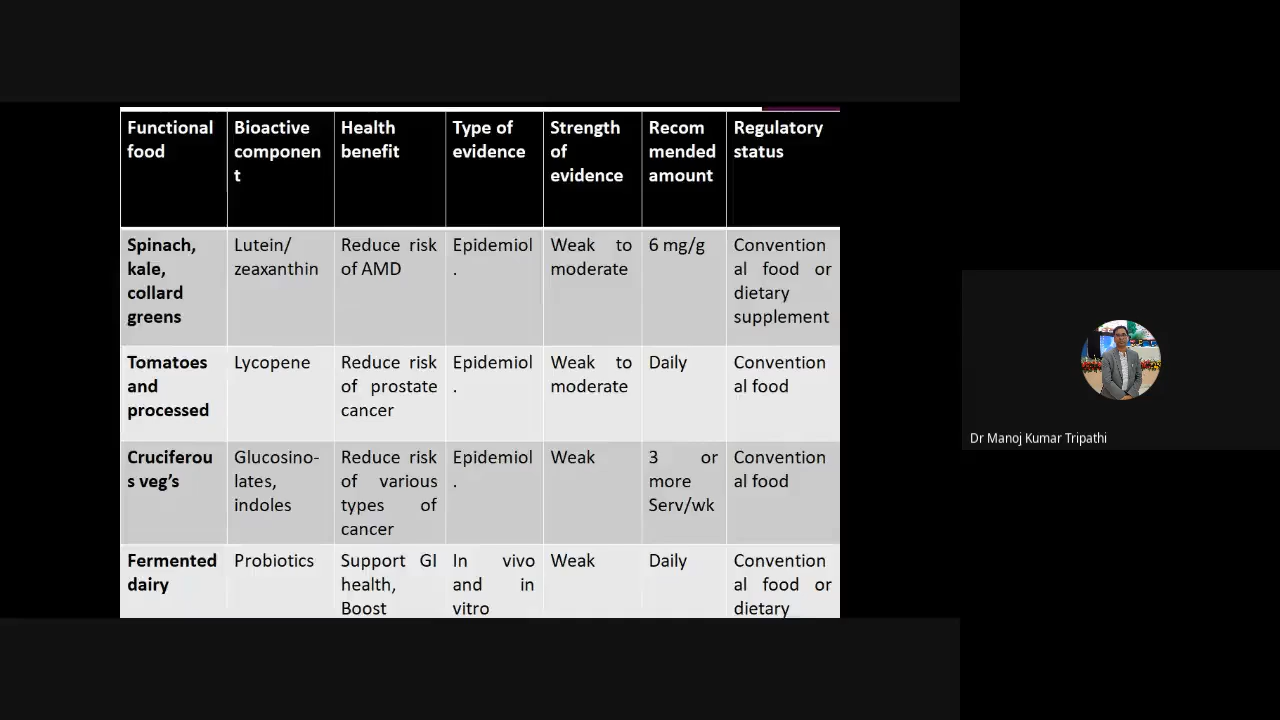 Functional
food
Bioactive
componen
t
Health
benefit
Type of
evidence
Strength
of
evidence
Recom
mended
amount
Regulatory
status
Spinach,
kale,
collard
greens
Lutein/
zeaxanthin
Reduce risk
of AMD
Epidemiol
.
Weak to
moderate
6 mg/g
Convention
al food or
dietary
supplement
Tomatoes
and
processed
Lycopene
Reduce risk
of prostate
cancer
Epidemiol
.
Weak to
moderate
Daily
Convention
al food
Cruciferou
s veg’s
Glucosino-
lates,
indoles
Reduce risk
of various
types of
cancer
Epidemiol
.
Weak
3 or
more
Serv/wk
Convention
al food
Fermented
dairy
Probiotics
Support GI
health,
Boost
In vivo
and in
vitro
Weak
Daily
Convention
al food or
dietary
Dr Manoj Kumar Tripathi